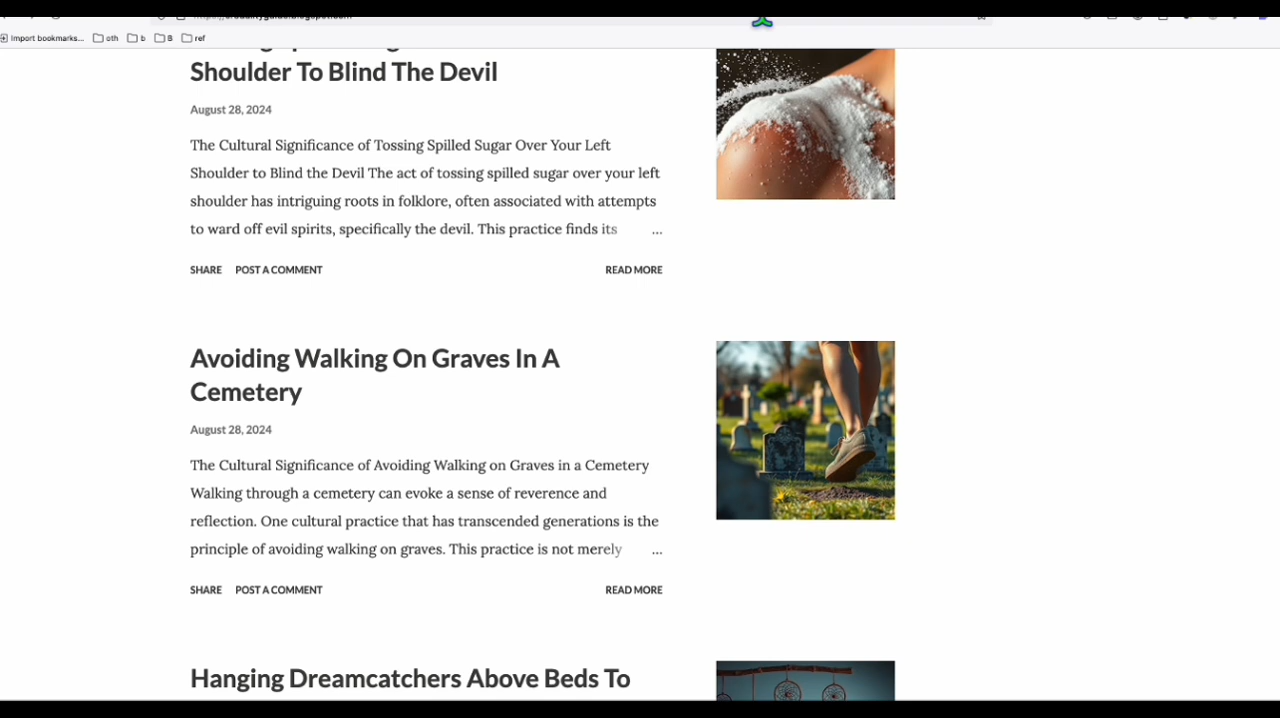 Import bookmarks... oth b B ref
Shoulder To Blind The Devil
August 28, 2024
The Cultural Significance of Tossing Spilled Sugar Over Your Left
Shoulder to Blind the Devil The act of tossing spilled sugar over your left
shoulder has intriguing roots in folklore, often associated with attempts
to ward off evil spirits, specifically the devil. This practice finds its ...
SHARE POST A COMMENT READ MORE
Avoiding Walking On Graves In A
Cemetery
August 28, 2024
The Cultural Significance of Avoiding Walking on Graves in a Cemetery
Walking through a cemetery can evoke a sense of reverence and
reflection. One cultural practice that has transcended generations is the
principle of avoiding walking on graves. This practice is not merely ...
SHARE POST A COMMENT READ MORE
Hanging Dreamcatchers Above Beds To